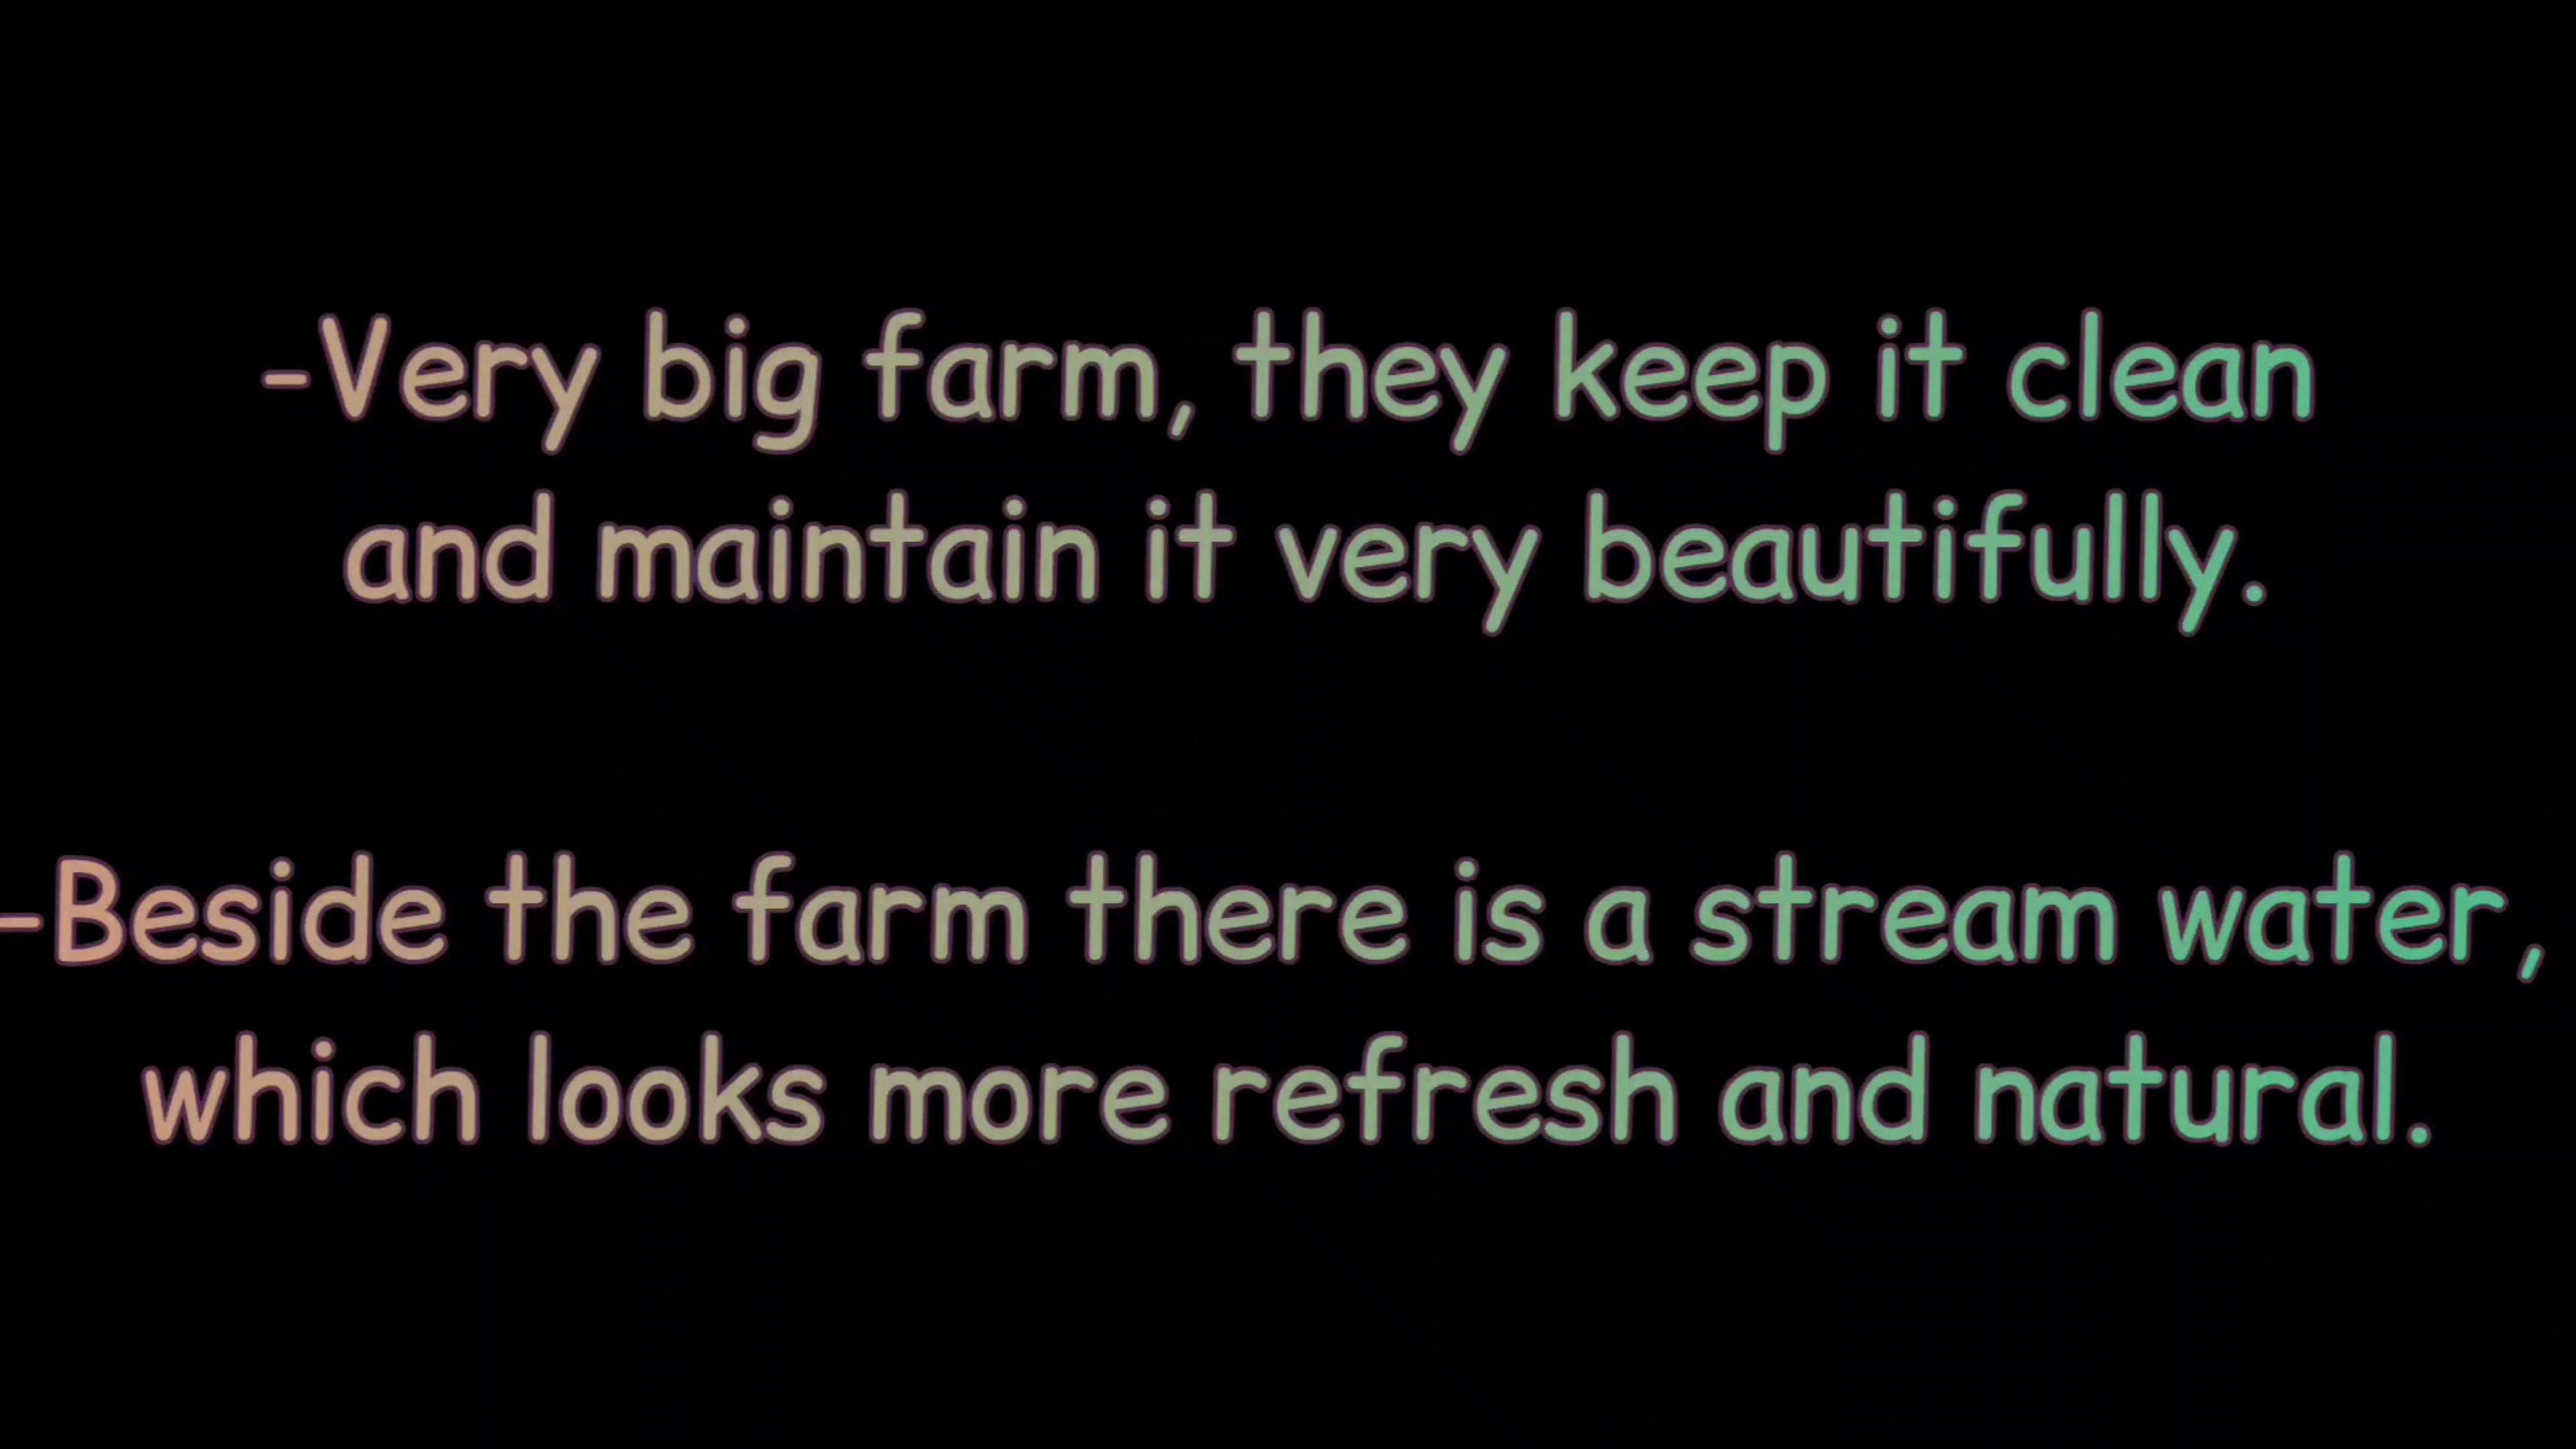 -Very big farm, they keep it clean
and maintain it very beautifully.
-Beside the farm there is a stream water,
which looks more refresh and natural.